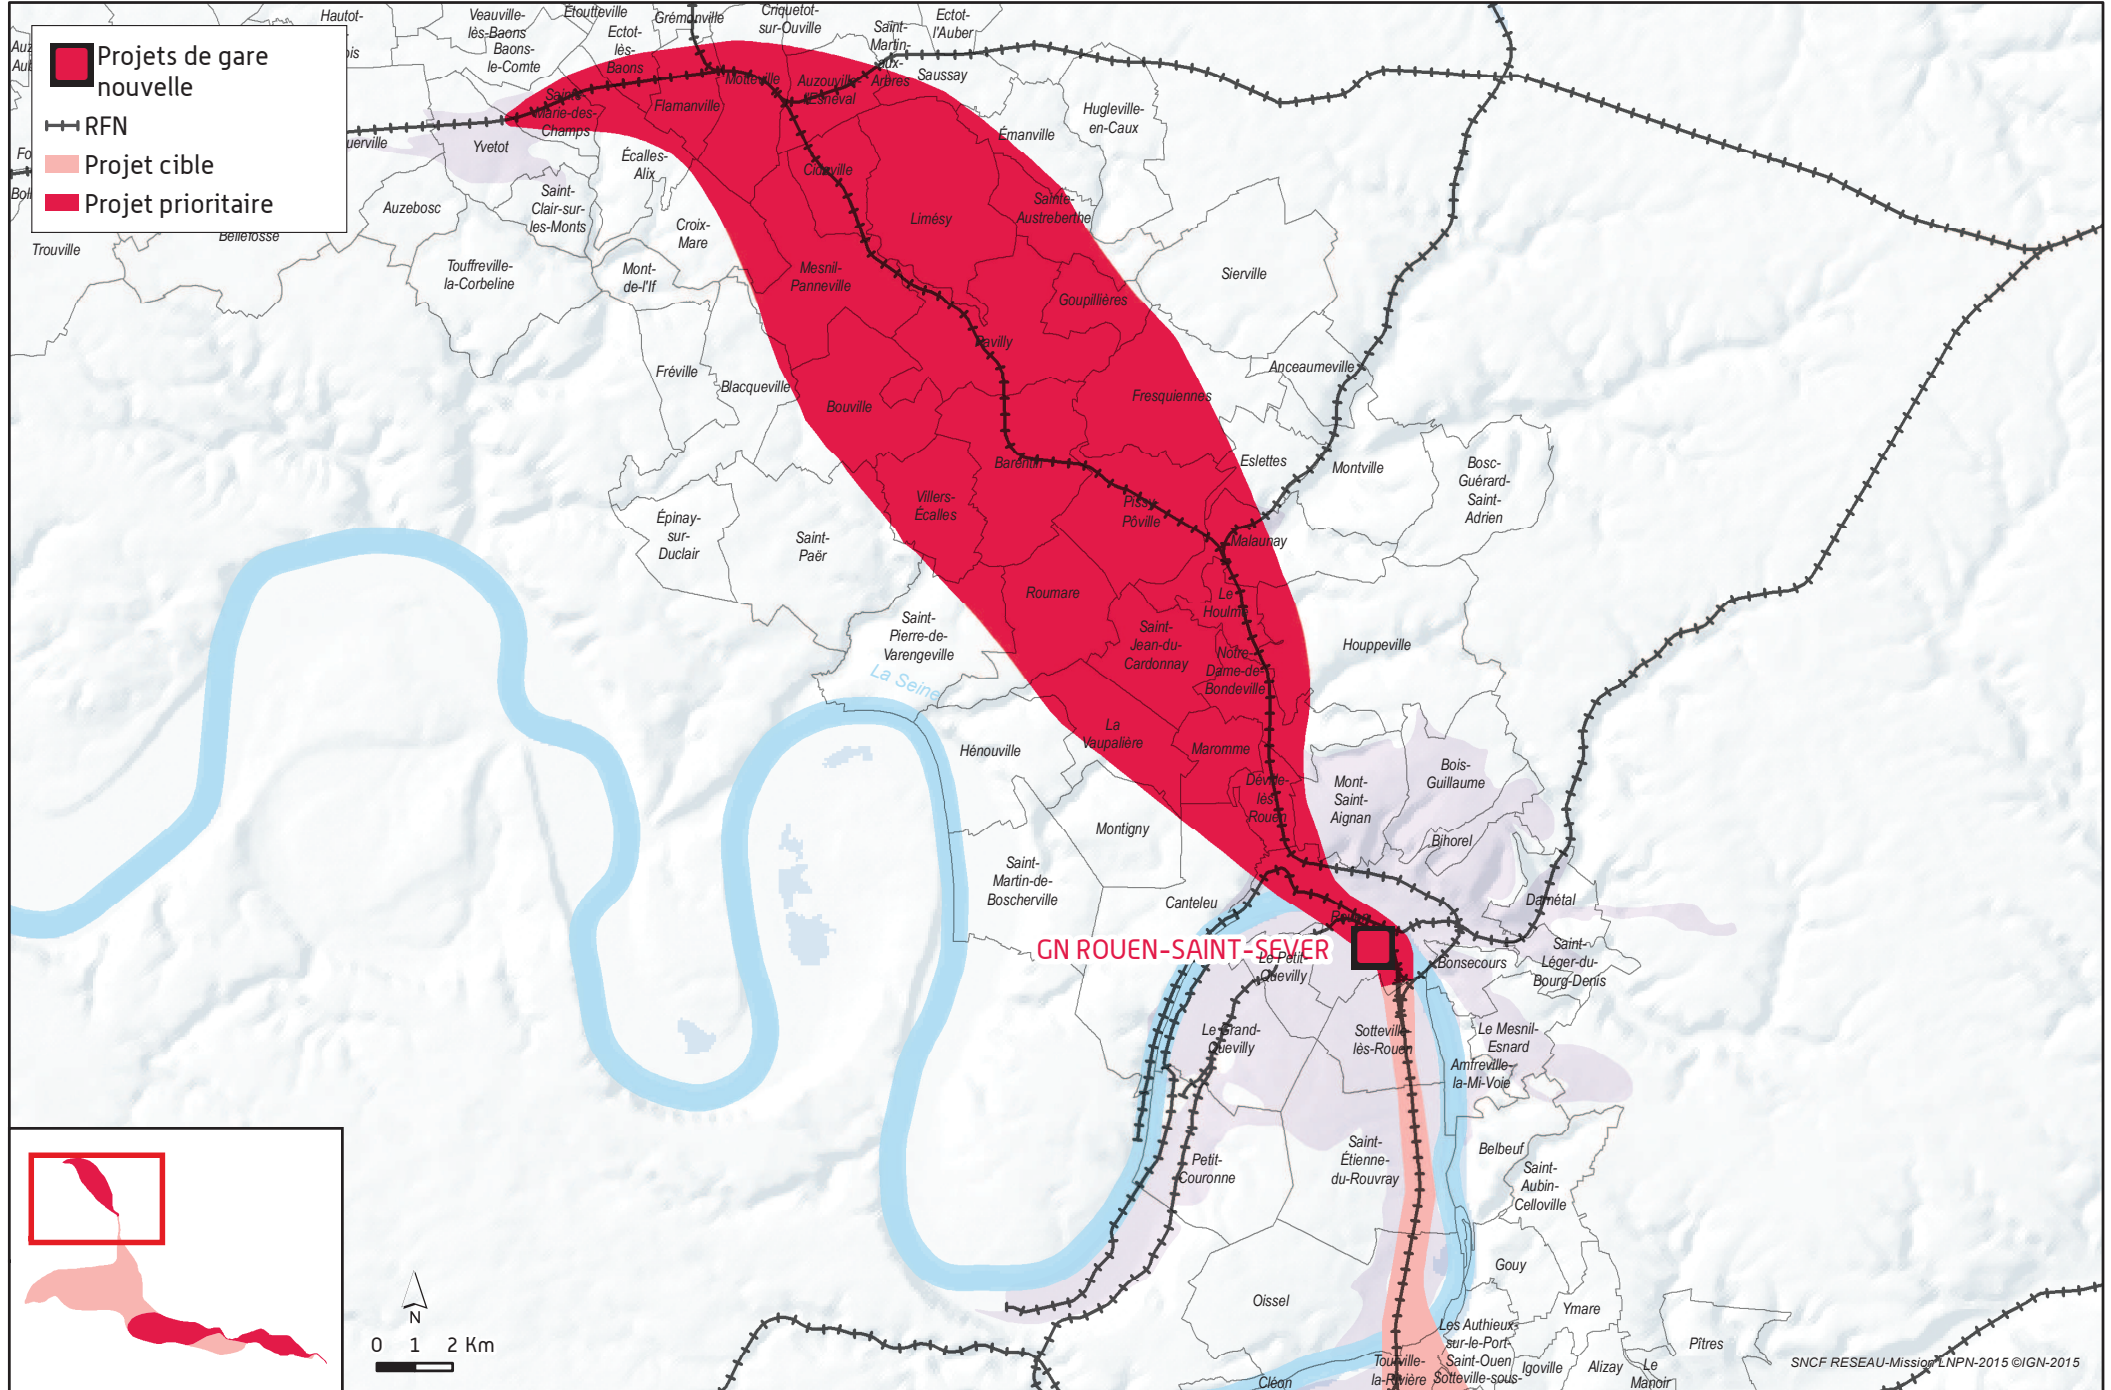 Projets de gare
nouvelle
RFN
Projet cible
Projet prioritaire
Hautot-
Veauville-
lès-Baons
Étoutteville
Grémonville
Criquetot-
sur-Ouville
Ectot-
l'Auber
Baons-
le-Comte
Ectot-
lès-
Baons
Saint-
Martin-
aux-
Arbres
Saussay
Motteville
Auzouville-
l'Esneval
Flamanville
Sainte-
Marie-des-
Champs
Yvetot
Hugleville-
en-Caux
Émanville
Écalles-
Alix
Cideville
Auzebosc
Saint-
Clair-sur-
les-Monts
Croix-
Mare
Limésy
Sainte-
Austreberthe
Trouville
Bellefosse
Touffreville-
la-Corbeline
Mont-
de-l'If
Mesnil-
Panneville
Goupillières
Sierville
Pavilly
Fréville
Blacqueville
Bouville
Fresquiennes
Anceaumeville
Eslettes
Montville
Bosc-
Guérard-
Saint-
Adrien
Barentin
Villers-
Écalles
Pissy-
Pôville
Malaunay
Épinay-
sur-
Duclair
Saint-
Paër
Roumare
Le
Houlme
Saint-
Pierre-de-
Varengeville
Saint-
Jean-du-
Cardonnay
Notre-
Dame-de-
Bondeville
Houppeville
La Seine
Hénouville
La
Vaupalière
Maromme
Déville-
lès-
Rouen
Mont-
Saint-
Aignan
Bois-
Guillaume
Bihorel
Montigny
Saint-
Martin-de-
Boscherville
Canteleu
Rouen
Darnétal
GN ROUEN-SAINT-SEVER
Le Petit-
Quevilly
Bonsecours
Saint-
Léger-du-
Bourg-Denis
Le Grand-
Quevilly
Sotteville-
lès-Rouen
Le Mesnil-
Esnard
Amfreville-
la-Mi-Voie
Petit-
Couronne
Saint-
Étienne-
du-Rouvray
Belbeuf
Saint-
Aubin-
Celloville
Gouy
Oissel
Ymare
Les Authieux-
sur-le-Port-
Saint-Ouen
Sotteville-sous-
Igoville
Alizay
Le
Manoir
Pîtres
Tourville-
la-Rivière
Cléon
N
0 1 2 Km
SNCF RESEAU-Mission LNPN-2015 ©IGN-2015